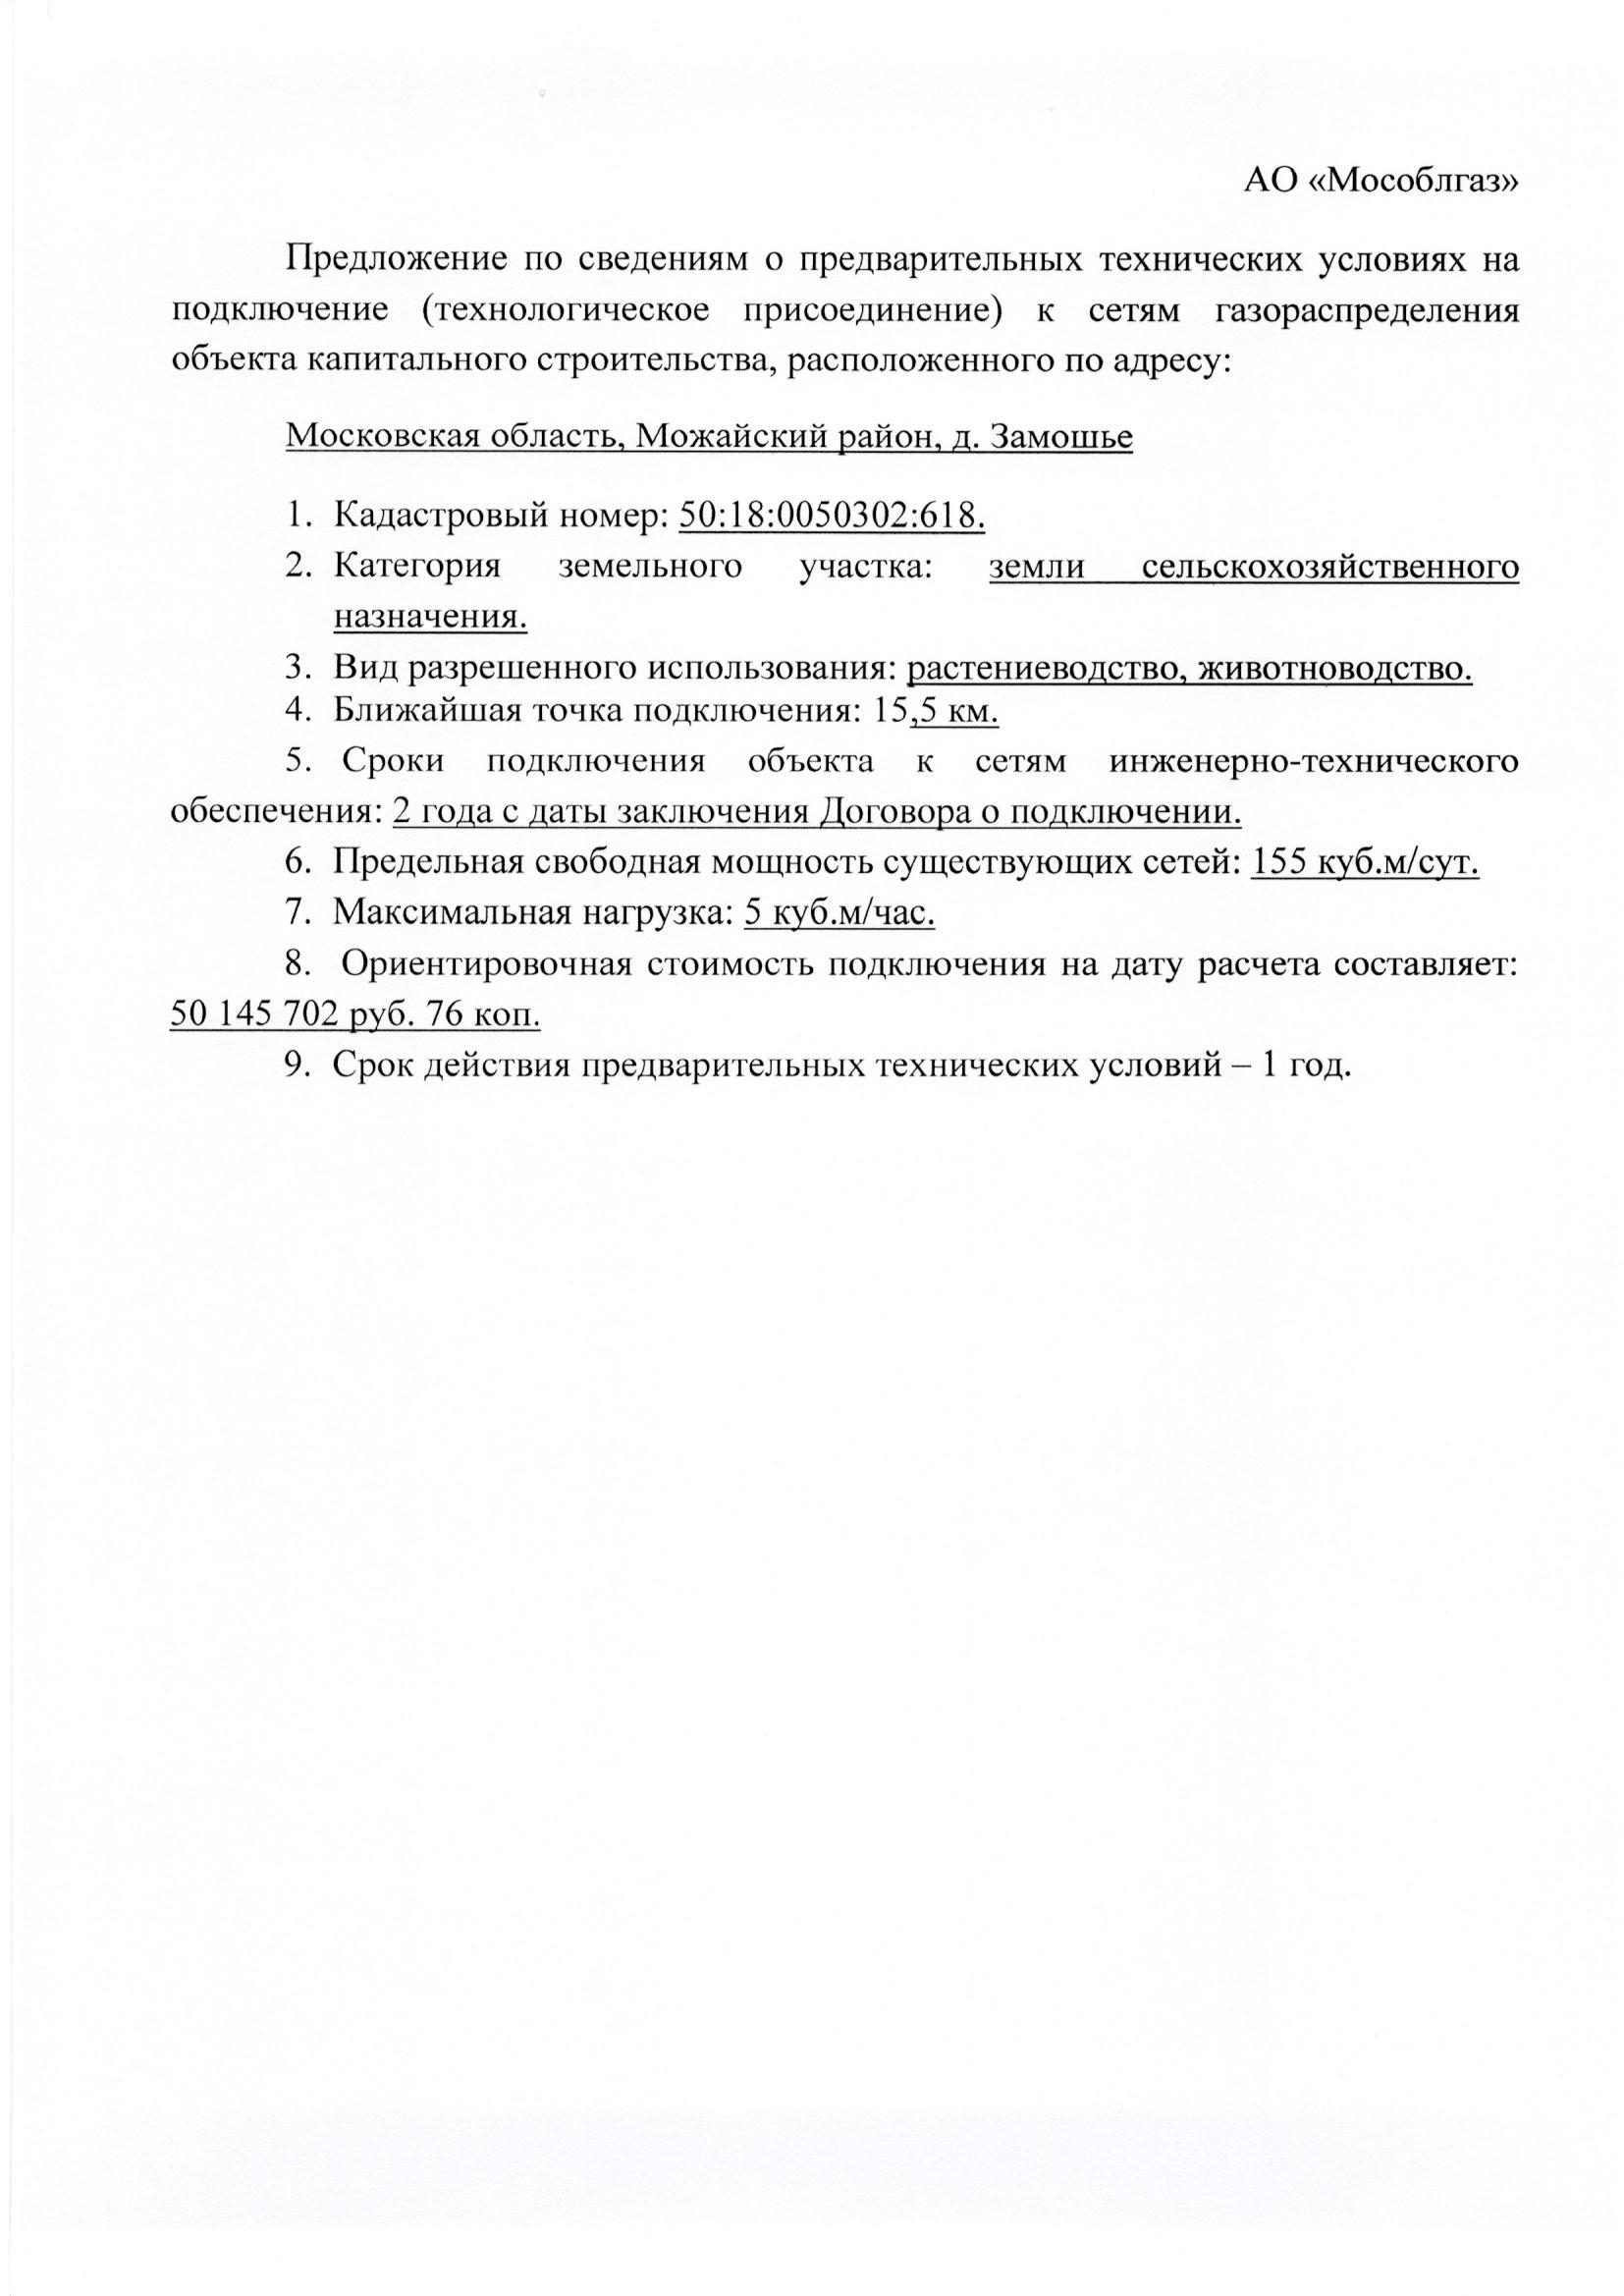 АО «Мособлгаз»
Предложение по сведениям о предварительных технических условиях на
подключение (технологическое присоединение) к сетям газораспределения
объекта капитального строительства, расположенного по адресу:
Московская область, Можайский район, д. Замошье
1. Кадастровый номер: 50:18:0050302:618.
2. Категория земельного участка: земли сельскохозяйственного
назначения.
3. Вид разрешенного использования: растениеводство, животноводство.
4. Ближайшая точка подключения: 15,5 км.
5. Сроки подключения объекта к сетям инженерно-технического
обеспечения: 2 года с даты заключения Договора о подключении.
6. Предельная свободная мощность существующих сетей: 155 куб.м/сут.
7. Максимальная нагрузка: 5 куб.м/час.
8. Ориентировочная стоимость подключения на дату расчета составляет:
50 145 702 руб. 76 коп.
9. Срок действия предварительных технических условий – 1 год.